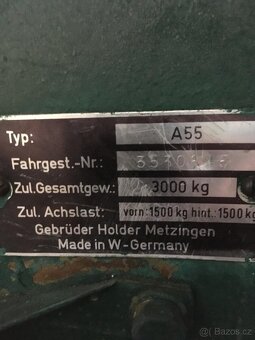 Typ: A55
Fahrgest.-Nr.:
Zul.Gesamtgew.: 3000 kg
Zul. Achslast: vorn:1500 kg hint.:1500 kg
Gebrüder Holder Metzingen
Made in W-Germany
Bazoš.cz